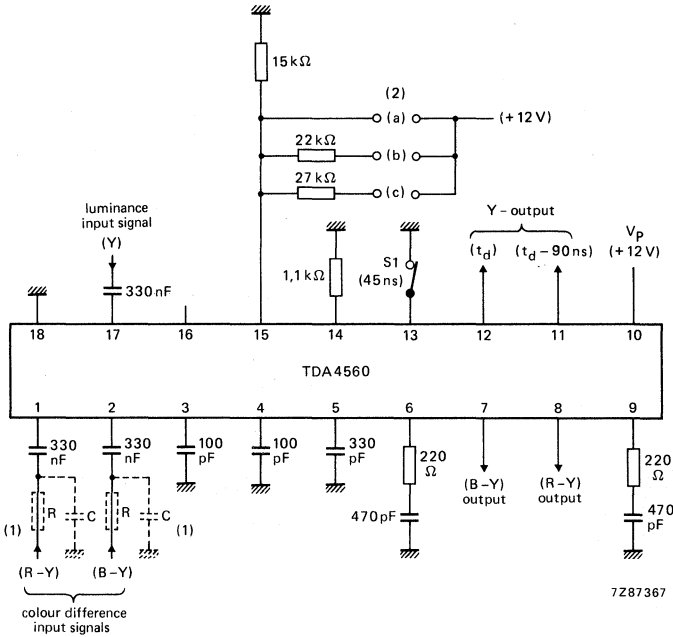 15 kΩ
(2)
(a)
(+12 V)
22 kΩ
(b)
27 kΩ
(c)
luminance
input signal
(Y)
Y – output
(t_d)
(t_d – 90 ns)
V_P
(+12 V)
330 nF
1,1 kΩ
S1
(45 ns)
18
17
16
15
14
13
12
11
10
TDA4560
1
2
3
4
5
6
7
8
9
330
nF
330
nF
100
pF
100
pF
330
pF
220
Ω
220
Ω
(B–Y)
output
(R–Y)
output
470 pF
470
pF
R
C
R
C
(1)
(1)
(R–Y)
(B–Y)
colour difference
input signals
7Z87367